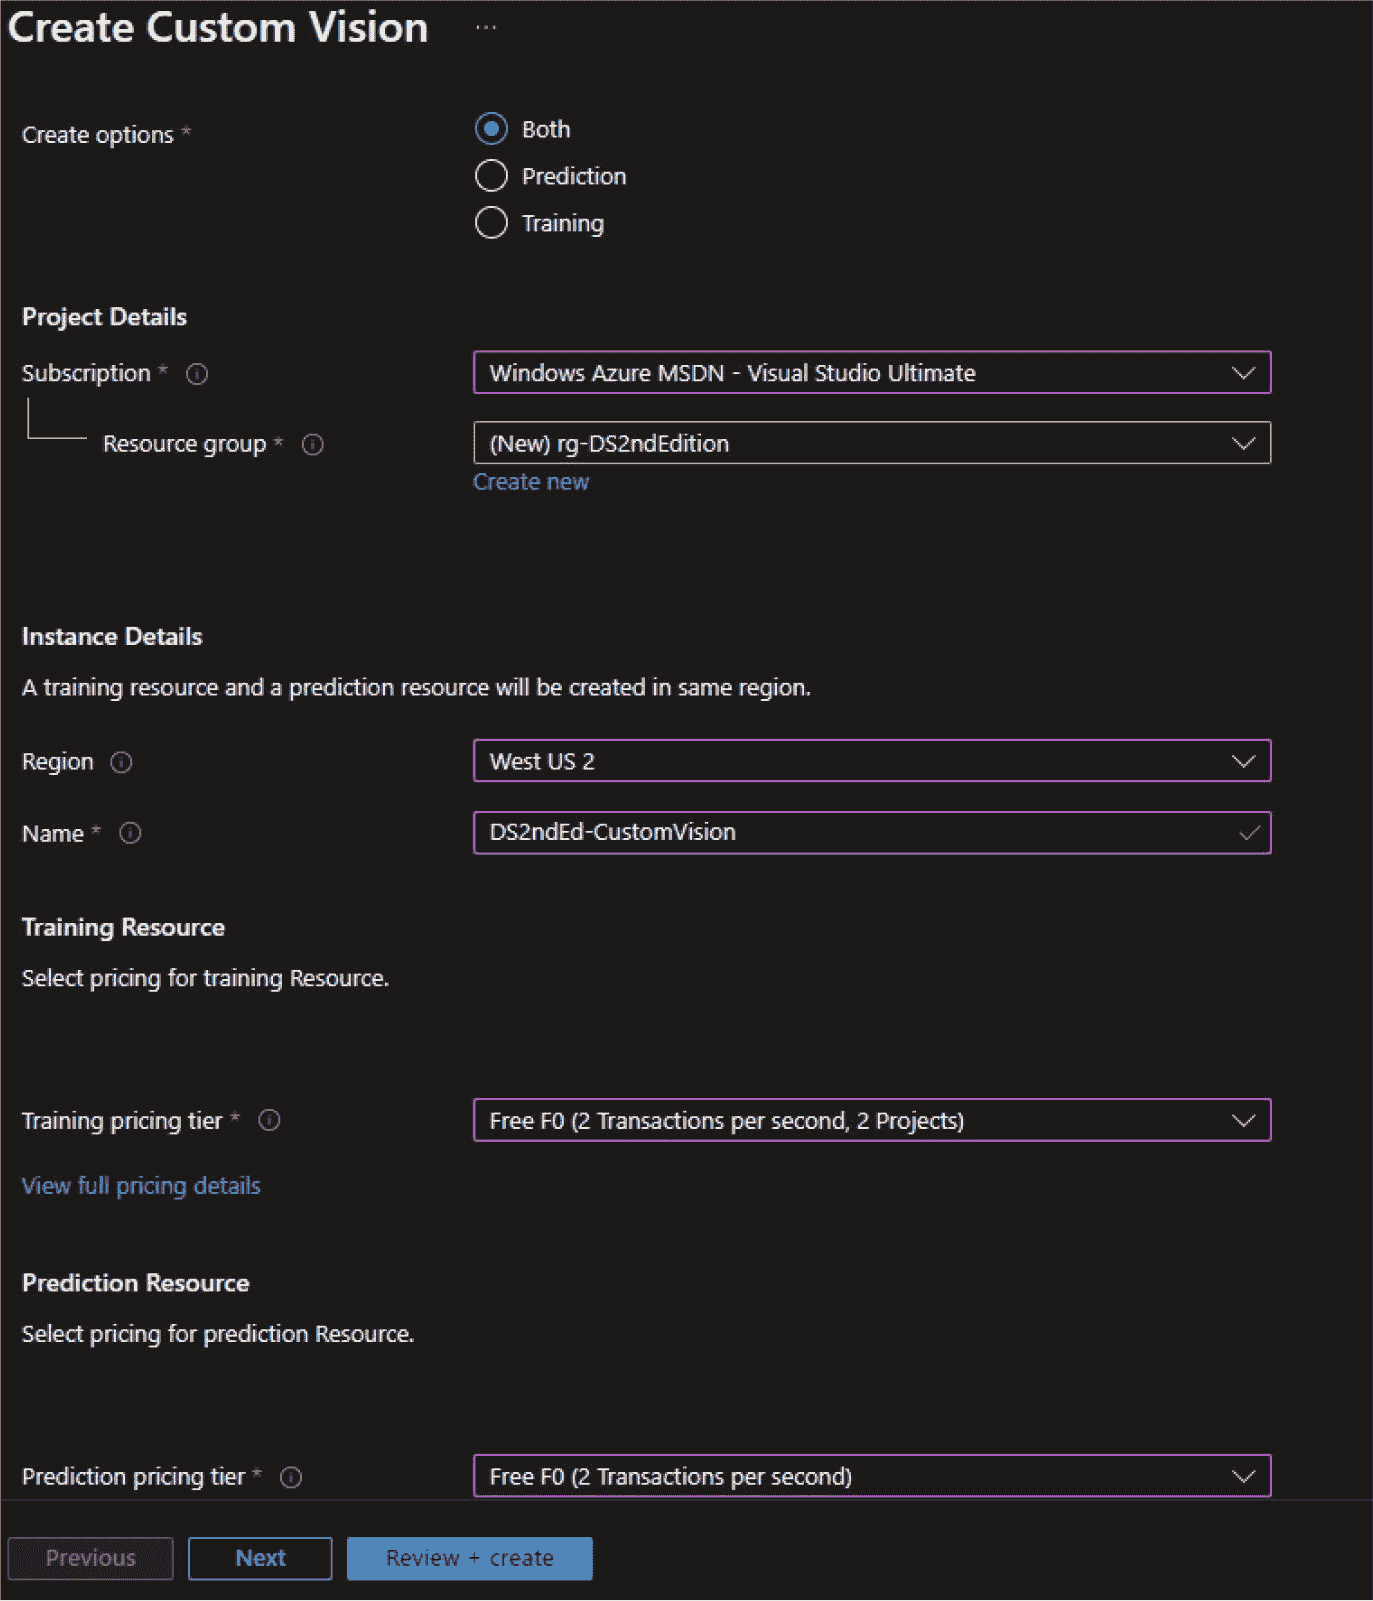 Create Custom Vision ...
Create options *
Both
Prediction
Training
Project Details
Subscription *
Windows Azure MSDN - Visual Studio Ultimate
Resource group *
(New) rg-DS2ndEdition
Create new
Instance Details
A training resource and a prediction resource will be created in same region.
Region
West US 2
Name *
DS2ndEd-CustomVision
Training Resource
Select pricing for training Resource.
Training pricing tier *
Free F0 (2 Transactions per second, 2 Projects)
View full pricing details
Prediction Resource
Select pricing for prediction Resource.
Prediction pricing tier *
Free F0 (2 Transactions per second)
Previous
Next
Review + create